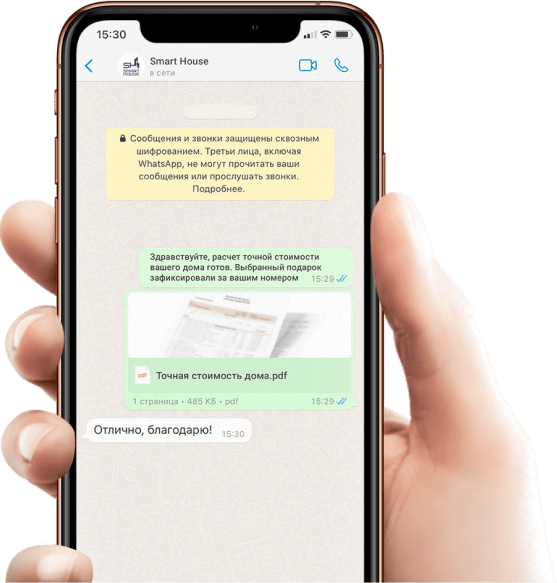 15:30
Smart House
в сети
SH
HOUSE
Сообщения и звонки защищены сквозным
шифрованием. Третьи лица, включая
WhatsApp, не могут прочитать ваши
сообщения или прослушать звонки.
Подробнее.
Здравствуйте, расчет точной стоимости
вашего дома готов. Выбранный подарок
зафиксировали за вашим номером 15:29
pdf
Точная стоимость дома.pdf
1 страница • 485 КБ • pdf 15:29
Отлично, благодарю! 15:30